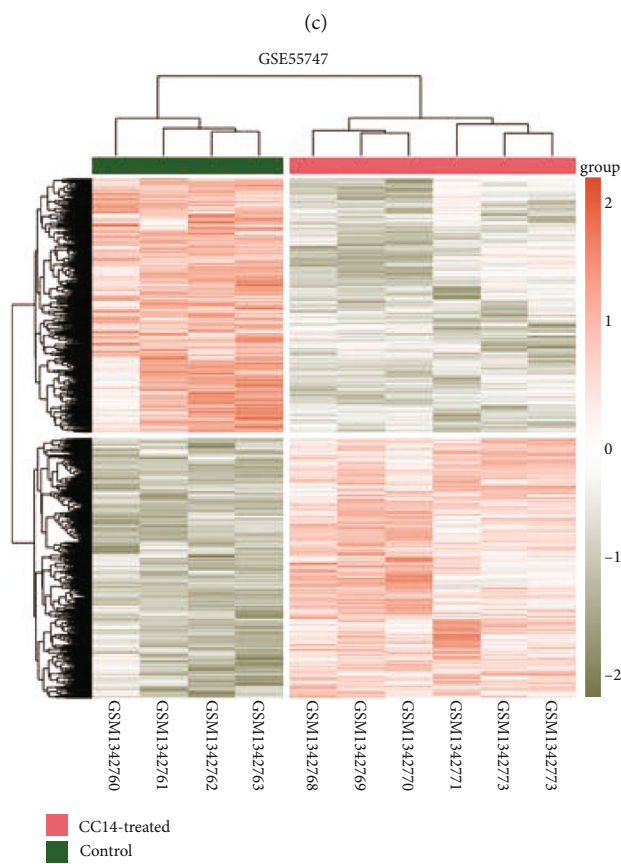 (c)
GSE55747
group
2
1
0
−1
−2
GSM1342760
GSM1342761
GSM1342762
GSM1342763
GSM1342768
GSM1342769
GSM1342770
GSM1342771
GSM1342773
GSM1342773
CC14-treated
Control